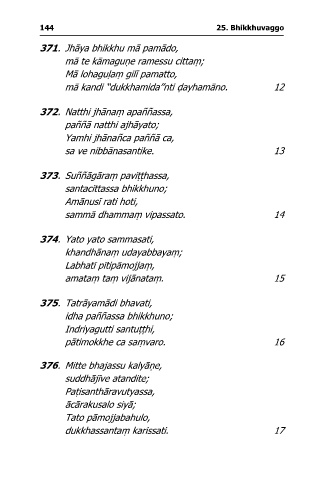 144 25. Bhikkhuvaggo
371. Jhāya bhikkhu mā pamādo,
mā te kāmaguṇe ramessu cittaṃ;
Mā lohaguḷaṃ gilī pamatto,
mā kandi “dukkhamida”nti ḍayhamāno. 12
372. Natthi jhānaṃ apaññassa,
paññā natthi ajhāyato;
Yamhi jhānañca paññā ca,
sa ve nibbānasantike. 13
373. Suññāgāraṃ paviṭṭhassa,
santacittassa bhikkhuno;
Amānusī rati hoti,
sammā dhammaṃ vipassato. 14
374. Yato yato sammasati,
khandhānaṃ udayabbayaṃ;
Labhatī pītipāmojjaṃ,
amataṃ taṃ vijānataṃ. 15
375. Tatrāyamādi bhavati,
idha paññassa bhikkhuno;
Indriyagutti santuṭṭhi,
pātimokkhe ca saṃvaro. 16
376. Mitte bhajassu kalyāṇe,
suddhājīve atandite;
Paṭisanthāravutyassa,
ācārakusalo siyā;
Tato pāmojjabahulo,
dukkhassantaṃ karissati. 17